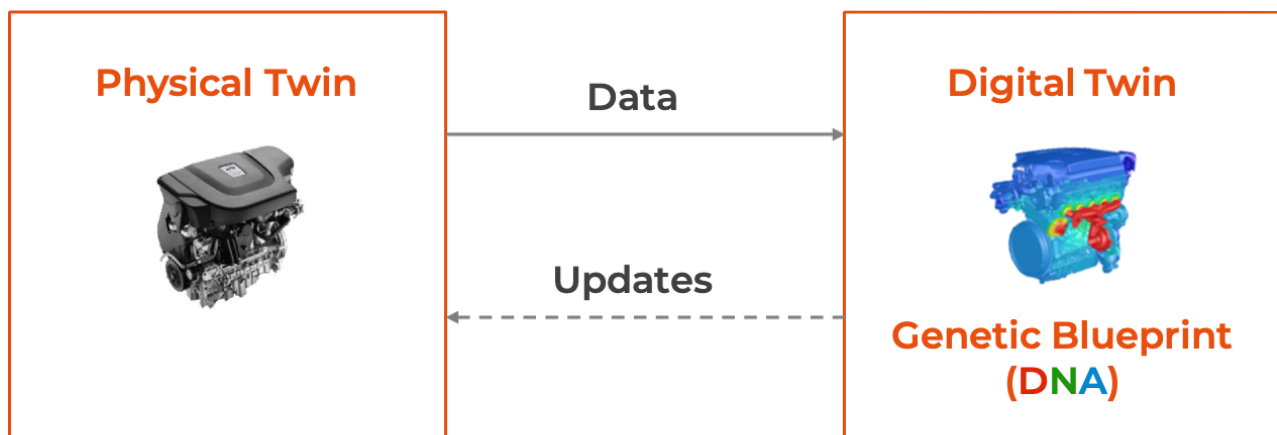 Physical Twin
Data
Digital Twin
Updates
Genetic Blueprint
(DNA)